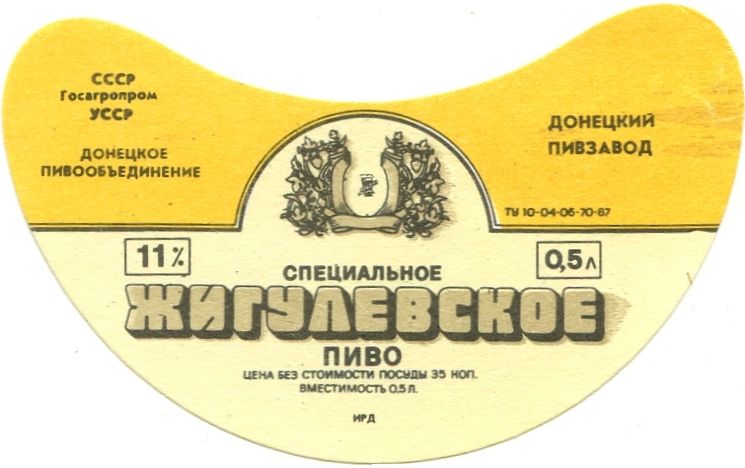 СССР
Госагропром
УССР
ДОНЕЦКОЕ
ПИВООБЪЕДИНЕНИЕ
ДОНЕЦКИЙ
ПИВЗАВОД
ТУ 10-04-06-70-87
11%
0,5 л
СПЕЦИАЛЬНОЕ
ЖИГУЛЕВСКОЕ
ПИВО
ЦЕНА БЕЗ СТОИМОСТИ ПОСУДЫ 35 КОП.
ВМЕСТИМОСТЬ 0,5 Л.
ИРД